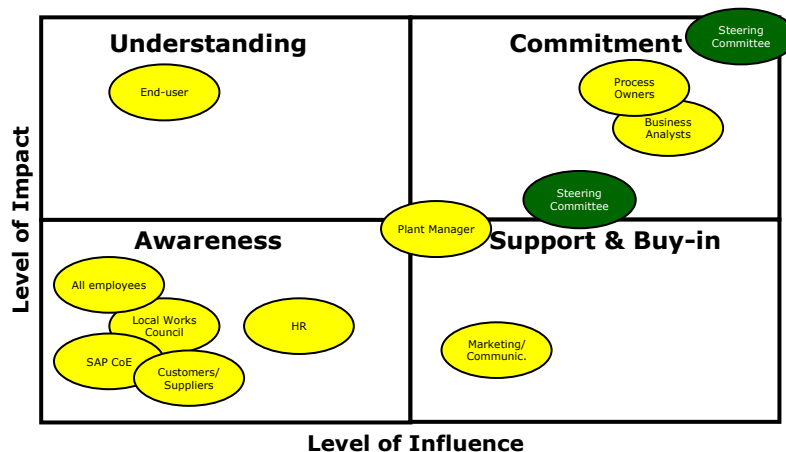 Understanding
Commitment
Steering
Committee
End-user
Process
Owners
Business
Analysts
Level of Impact
Steering
Committee
Plant Manager
Awareness
Support & Buy-in
All employees
Local Works
Council
HR
SAP CoE
Customers/
Suppliers
Marketing/
Communic.
Level of Influence